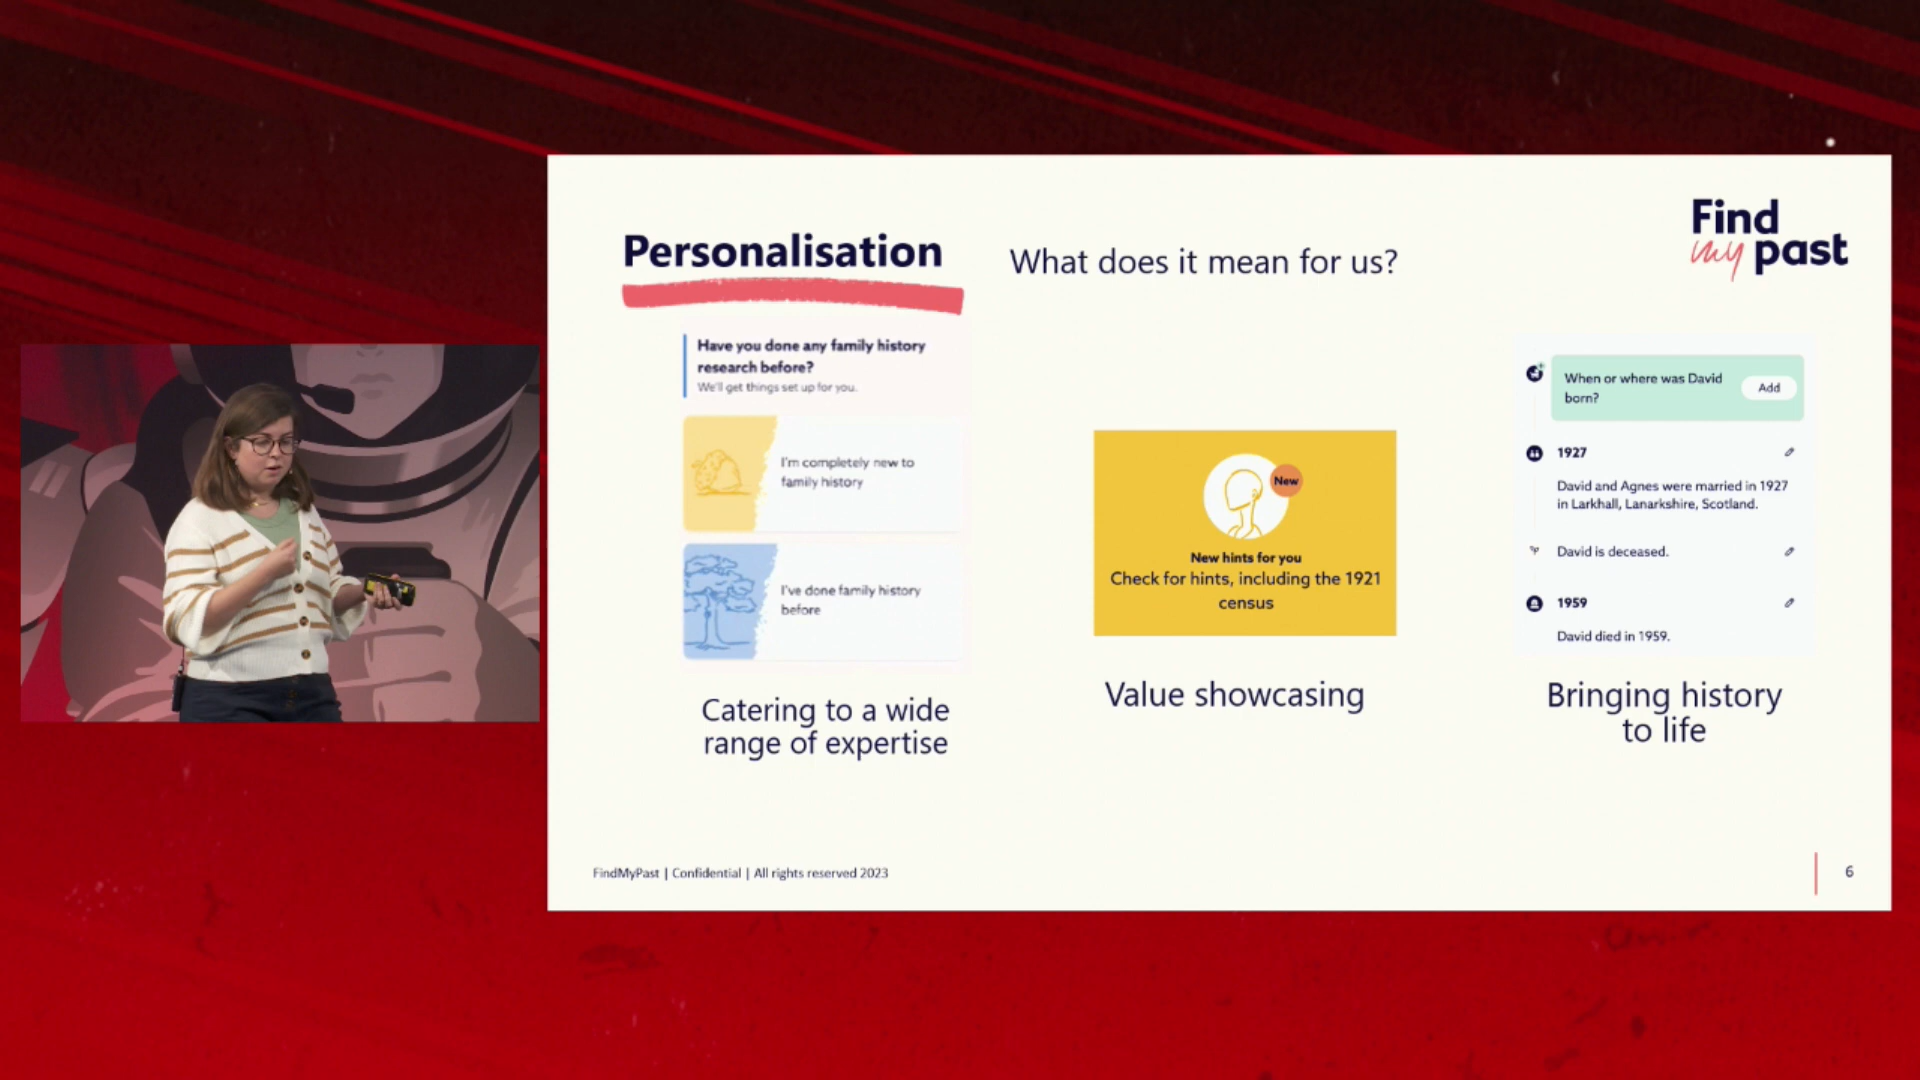 Personalisation
What does it mean for us?
Find
my past
Have you done any family history
research before?
We'll get things set up for you.
I'm completely new to
family history
I've done family history
before
Catering to a wide
range of expertise
New
New hints for you
Check for hints, including the 1921
census
Value showcasing
When or where was David
born?
Add
1927
David and Agnes were married in 1927
in Larkhall, Lanarkshire, Scotland.
David is deceased.
1959
David died in 1959.
Bringing history
to life
FindMyPast | Confidential | All rights reserved 2023
6